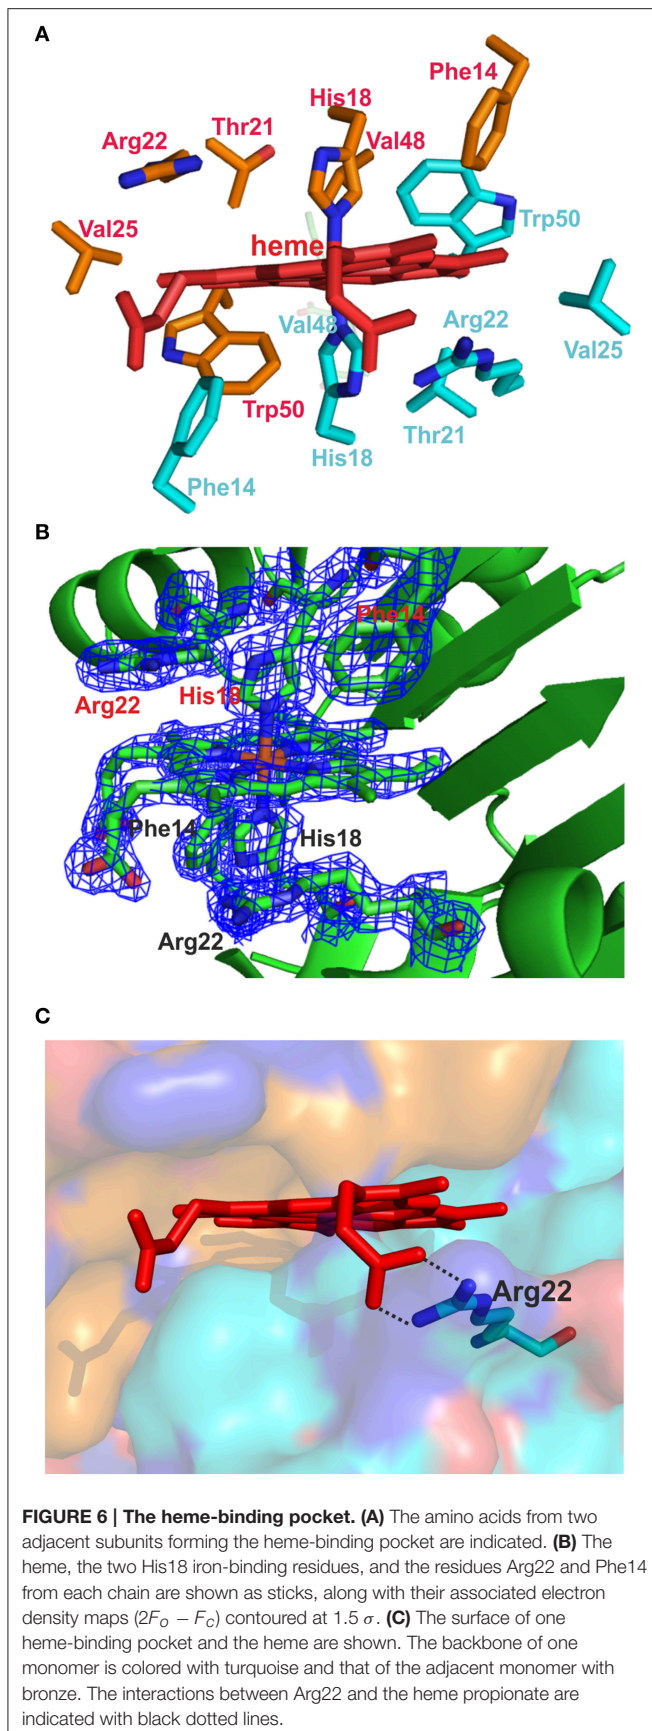 A
Phe14
His18
Thr21
Val48
Arg22
Trp50
Val25
heme
Val48
Arg22
Val25
Trp50
Thr21
His18
Phe14
B
Phe14
Arg22
His18
Phe14
His18
Arg22
C
Arg22
FIGURE 6 | The heme-binding pocket. (A) The amino acids from two
adjacent subunits forming the heme-binding pocket are indicated. (B) The
heme, the two His18 iron-binding residues, and the residues Arg22 and Phe14
from each chain are shown as sticks, along with their associated electron
density maps (2FO − FC) contoured at 1.5 σ. (C) The surface of one
heme-binding pocket and the heme are shown. The backbone of one
monomer is colored with turquoise and that of the adjacent monomer with
bronze. The interactions between Arg22 and the heme propionate are
indicated with black dotted lines.